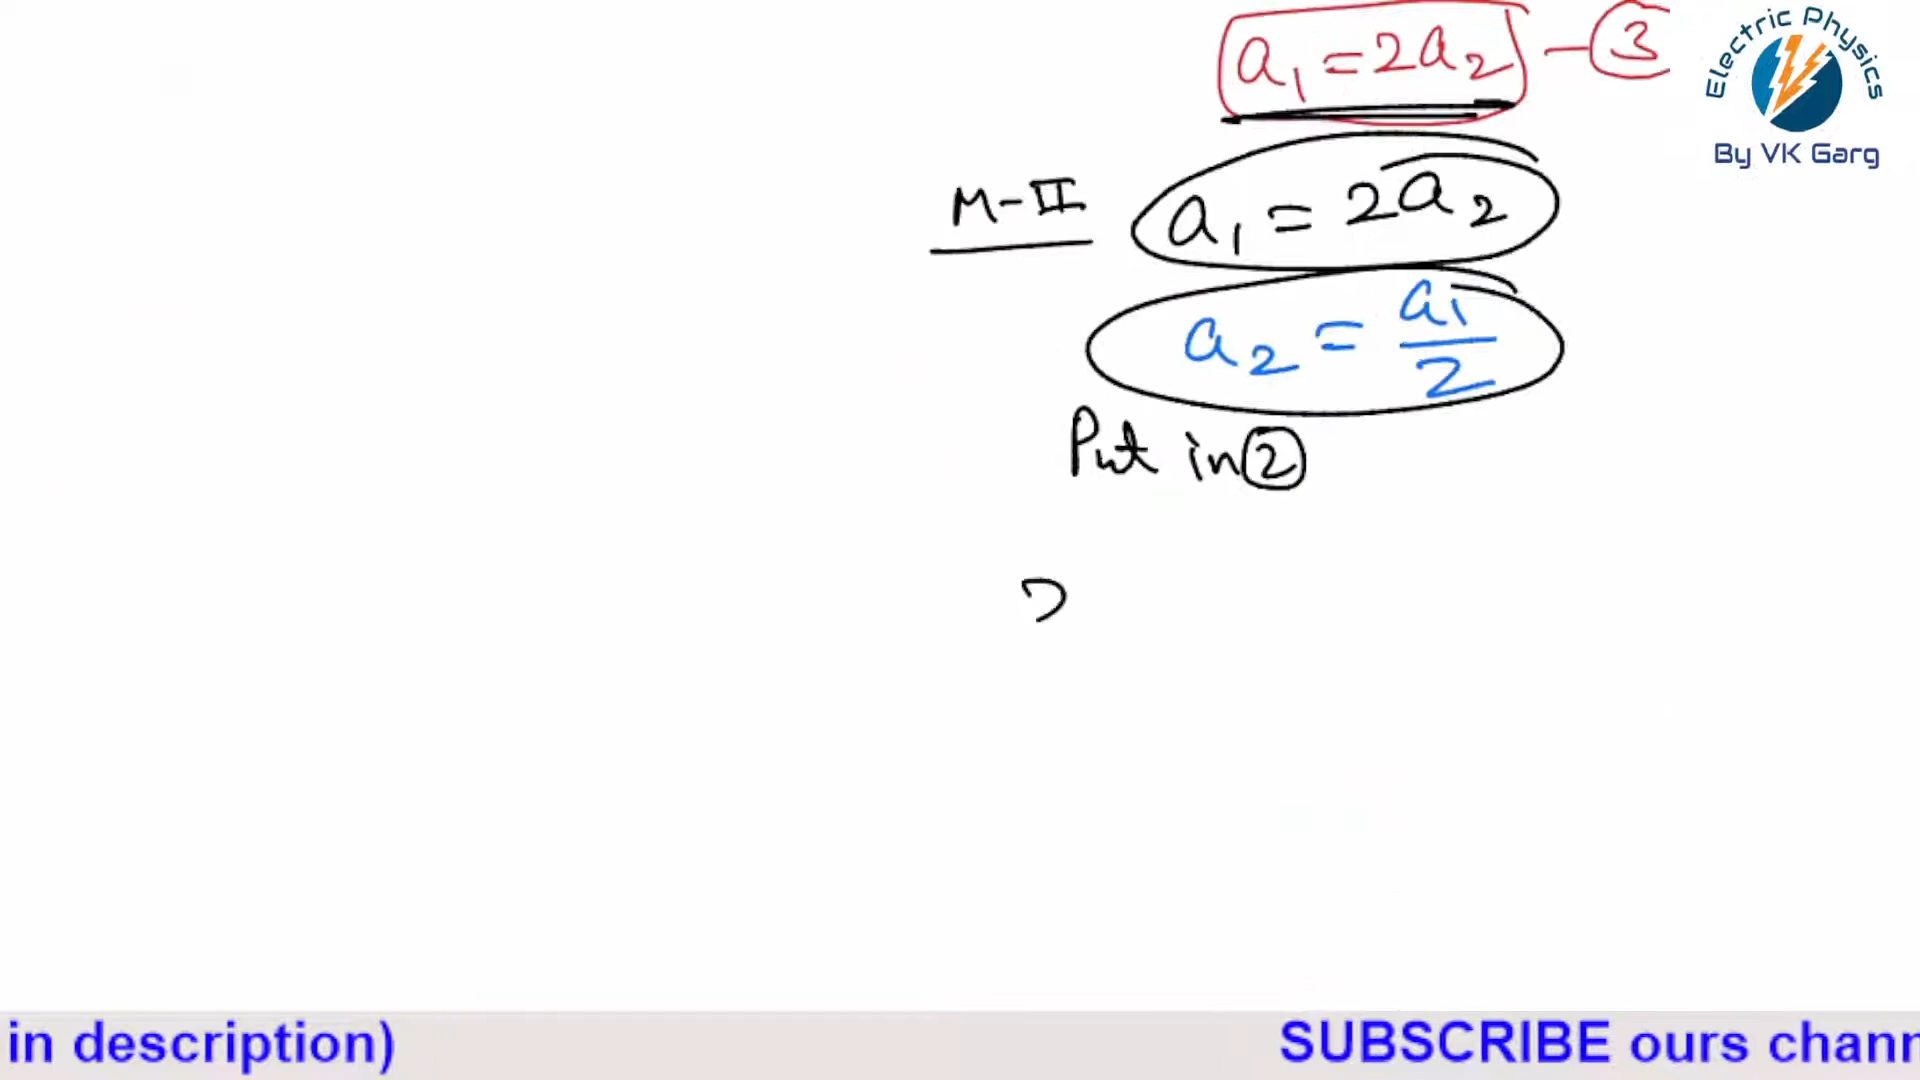 a₁ = 2a₂ - ③
Electric Physics
By VK Garg
M-II a₁ = 2a₂
a₂ = a₁/2
Put in ②
in description) SUBSCRIBE ours chann